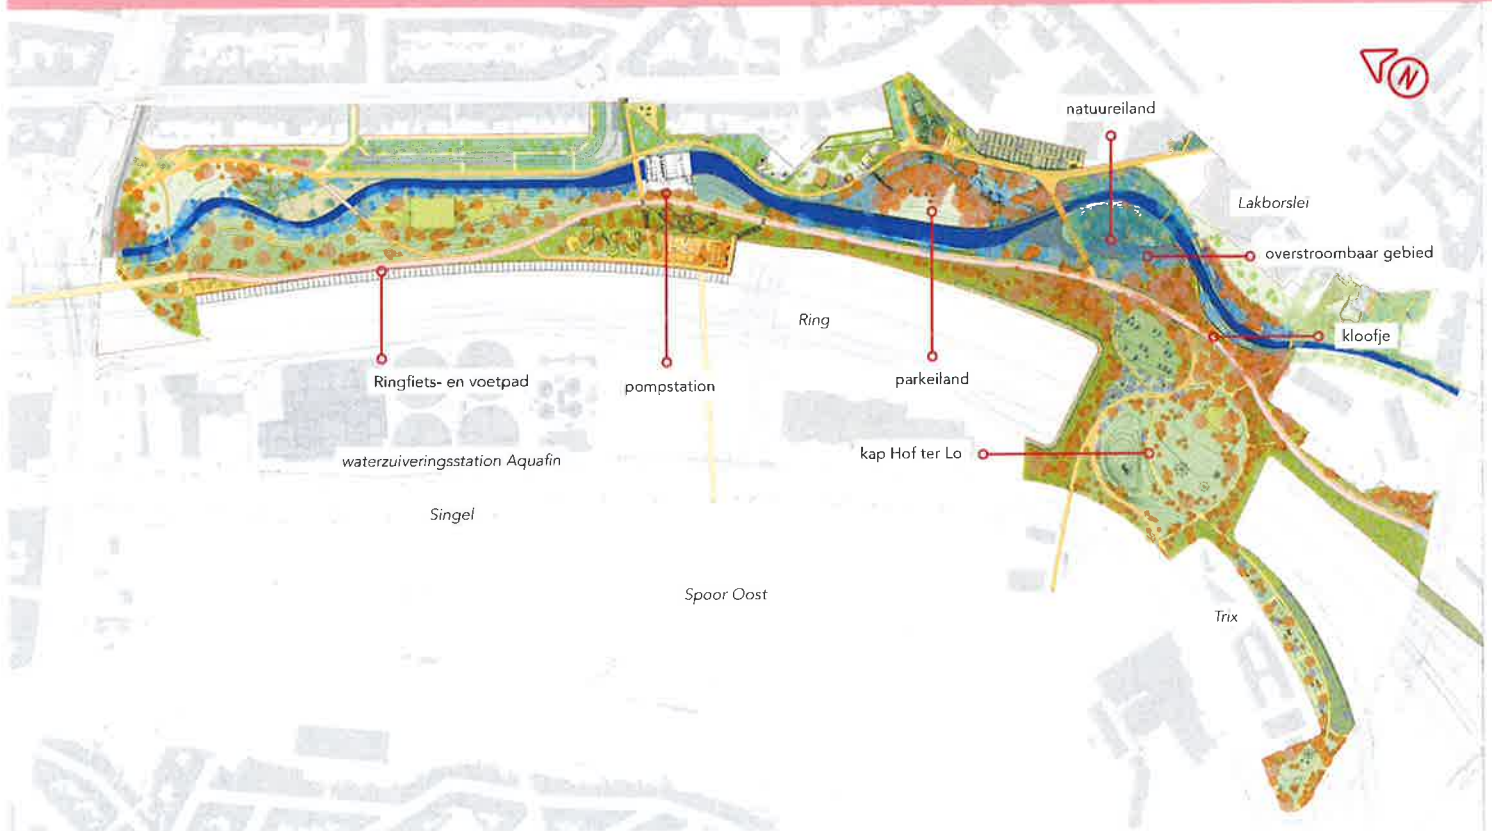 N
natuureiland
Lakborslei
overstroombaar gebied
Ring
kloofje
Ringfiets- en voetpad
pompstation
parkeiland
kap Hof ter Lo
waterzuiveringsstation Aquafin
Singel
Spoor Oost
Trix